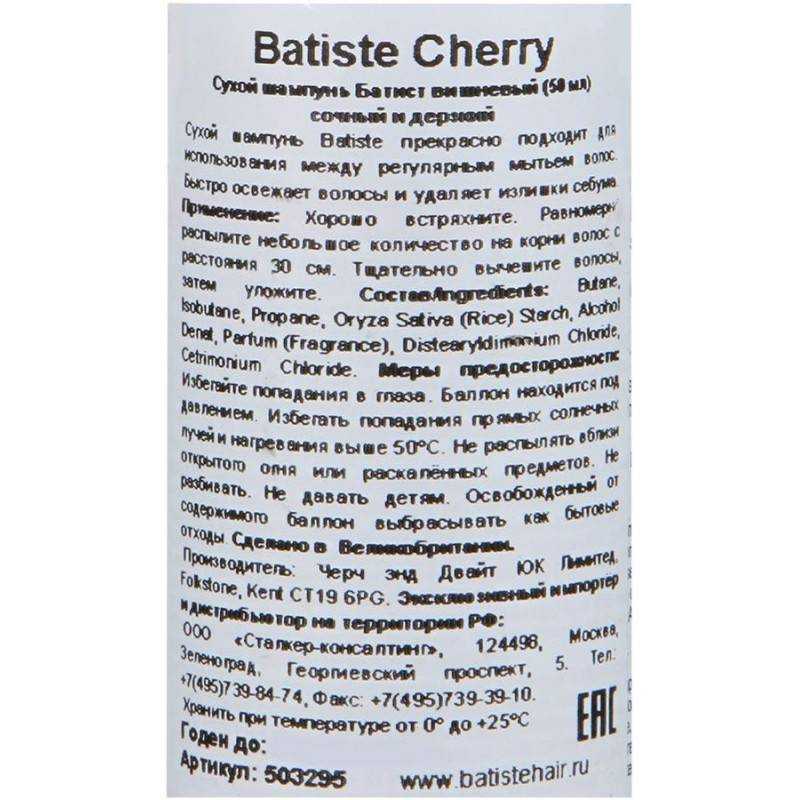 Batiste Cherry
Сухой шампунь Батист вишневый (50 мл)
сочный и дерзкий
Сухой шампунь Batiste прекрасно подходит для
использования между регулярным мытьем волос.
Быстро освежает волосы и удаляет излишки себума.
Применение: Хорошо встряхните. Равномерн
распылите небольшое количество на корни волос с
расстояния 30 см. Тщательно вычешите волосы,
затем уложите. Состав/Ingredients: Butane,
Isobutane, Propane, Oryza Sativa (Rice) Starch, Alcohol
Denat, Parfum (Fragrance), Distearyldimonium Chloride,
Cetrimonium Chloride. Меры предосторожности:
Избегайте попадания в глаза. Баллон находится под
давлением. Избегать попадания прямых солнечных
лучей и нагревания выше 50°C. Не распылять вблизи
открытого огня или раскалённых предметов. Не
разбивать. Не давать детям. Освобожденный от
содержимого баллон выбрасывать как бытовые
отходы. Сделано в Великобритании.
Производитель: Черч энд Двайт ЮК Лимитед,
Folkstone, Kent CT19 6PG. Эксклюзивный импортёр
и дистрибьютор на территории РФ:
ООО «Сталкер-консалтинг», 124498, Москва,
Зеленоград, Георгиевский проспект, 5. Тел.:
+7(495)739-84-74, Факс: +7(495)739-39-10.
Хранить при температуре от 0° до +25°C
EAC
Годен до:
Артикул: 503295 www.batistehair.ru